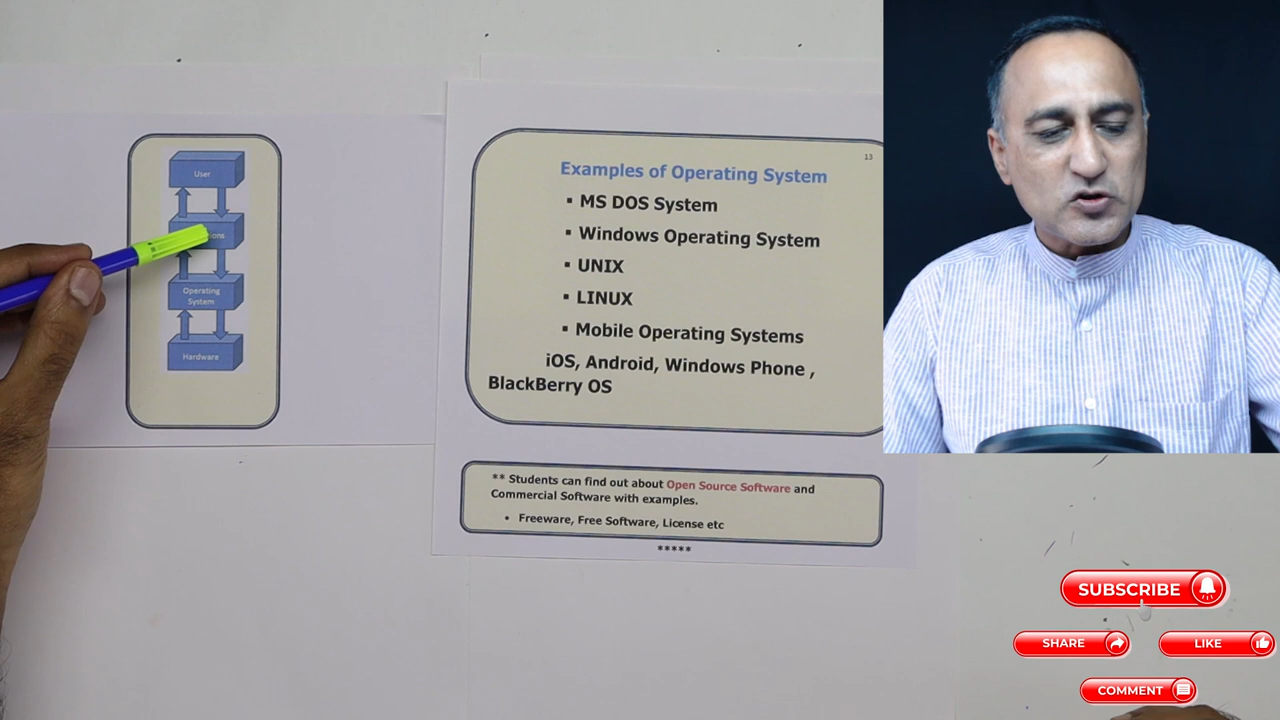 User
Operating
System
Hardware
13
Examples of Operating System
▪ MS DOS System
▪ Windows Operating System
▪ UNIX
▪ LINUX
▪ Mobile Operating Systems
iOS, Android, Windows Phone ,
BlackBerry OS
** Students can find out about Open Source Software and
Commercial Software with examples.
• Freeware, Free Software, License etc
*****
SUBSCRIBE
SHARE
LIKE
COMMENT